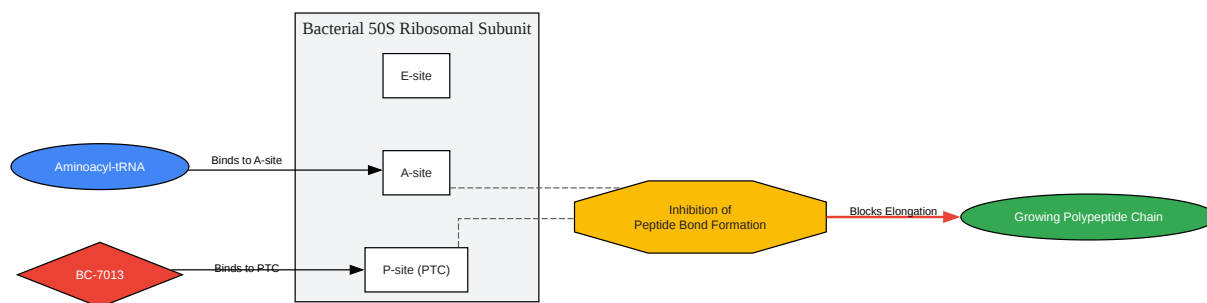 Bacterial 50S Ribosomal Subunit
E-site
Aminoacyl-tRNA
Binds to A-site
A-site
Inhibition of
Peptide Bond Formation
Blocks Elongation
Growing Polypeptide Chain
BC-7013
Binds to PTC
P-site (PTC)